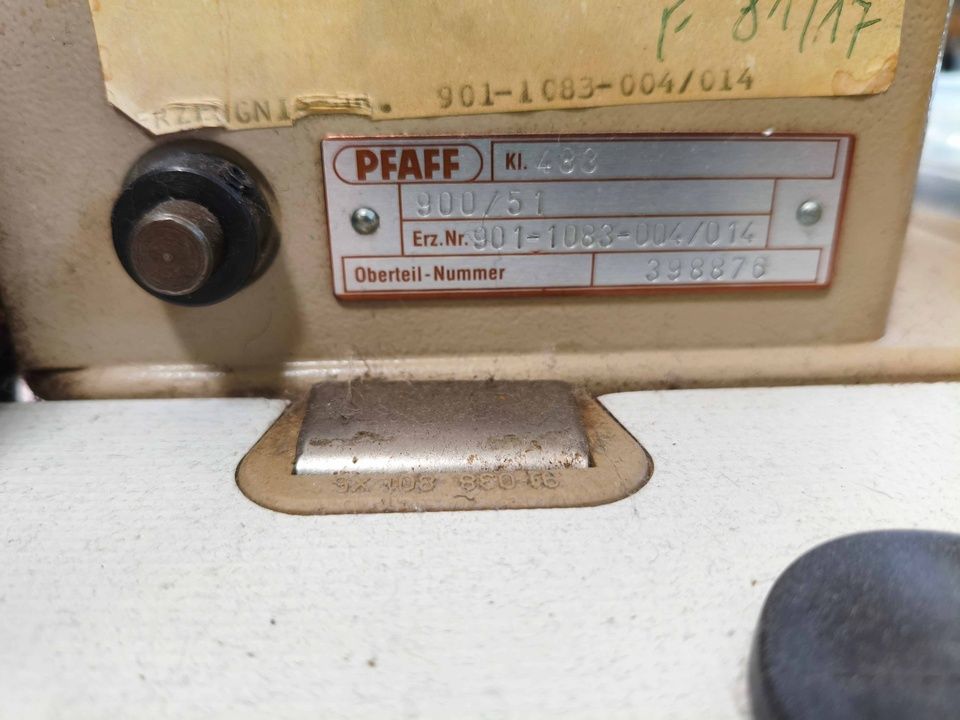 F 81/17
901-1083-004/014
PFAFF Kl. 483
900/51
Erz.Nr. 901-1083-004/014
Oberteil-Nummer 398876